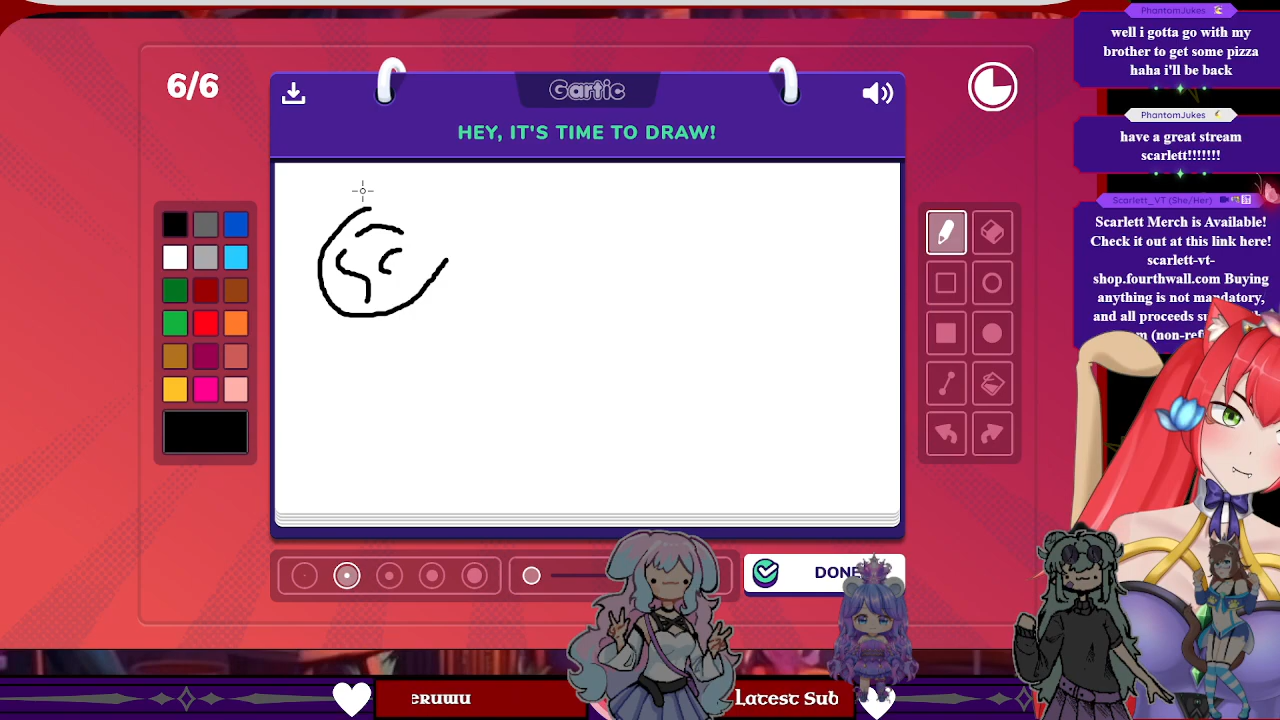 6/6
Gartic
HEY, IT'S TIME TO DRAW!
PhantomJukes
well i gotta go with my
brother to get some pizza
haha i'll be back
PhantomJukes
have a great stream
scarlett!!!!!!!
Scarlett_VT (She/Her)
Scarlett Merch is Available!
Check it out at this link here!
scarlett-vt-
shop.fourthwall.com Buying
anything is not mandatory,
and all proceeds
DONE
Latest Sub